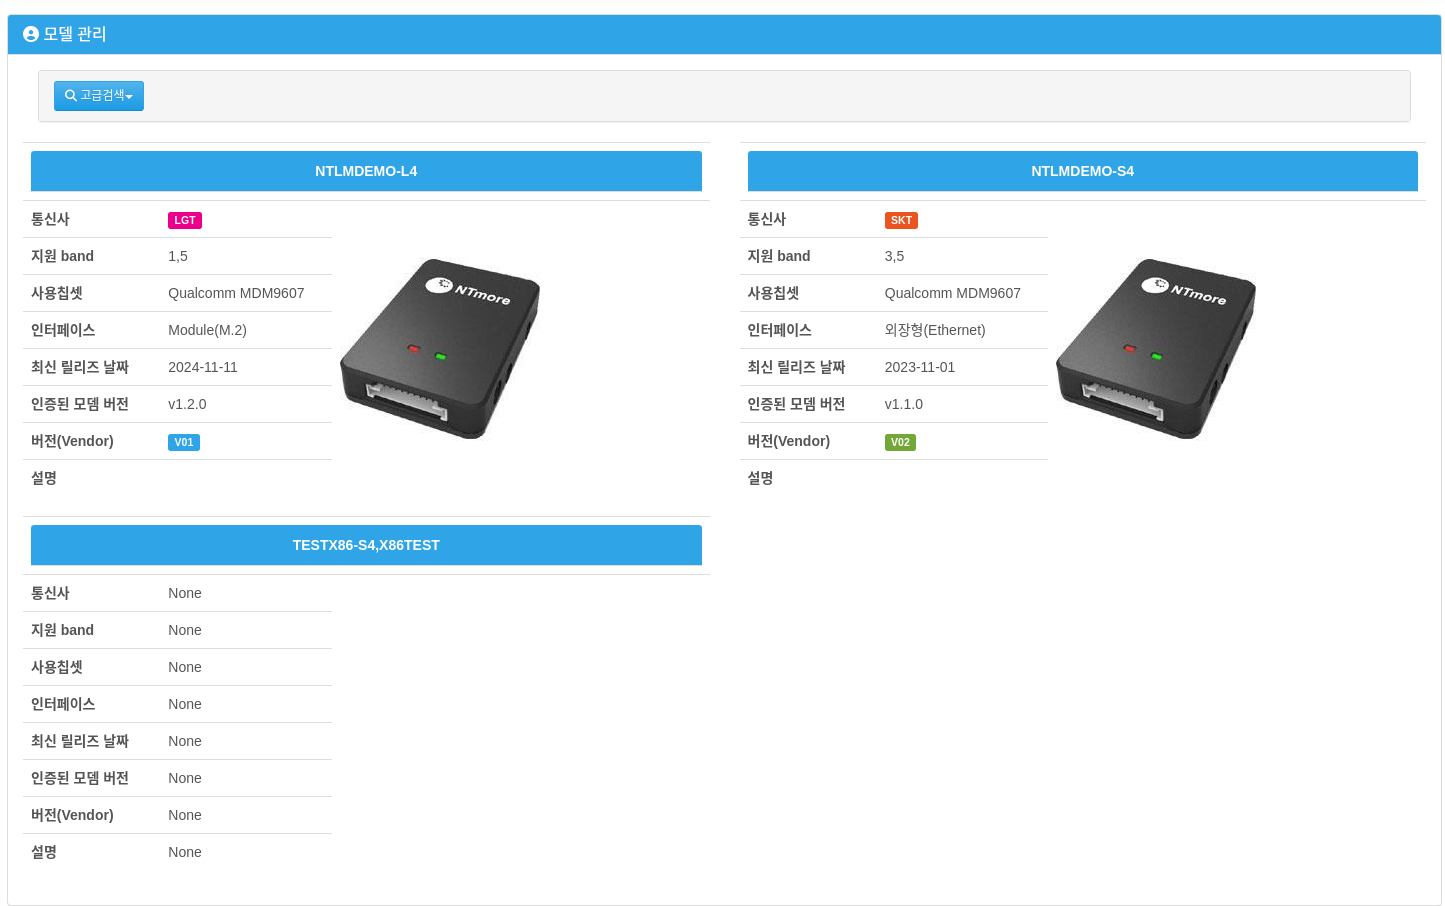 모델 관리
고급검색
NTLMDEMO-L4
통신사 LGT
지원 band 1,5
사용칩셋 Qualcomm MDM9607
인터페이스 Module(M.2)
최신 릴리즈 날짜 2024-11-11
인증된 모뎀 버전 v1.2.0
버전(Vendor) V01
설명
NTmore
NTLMDEMO-S4
통신사 SKT
지원 band 3,5
사용칩셋 Qualcomm MDM9607
인터페이스 외장형(Ethernet)
최신 릴리즈 날짜 2023-11-01
인증된 모뎀 버전 v1.1.0
버전(Vendor) V02
설명
NTmore
TESTX86-S4,X86TEST
통신사 None
지원 band None
사용칩셋 None
인터페이스 None
최신 릴리즈 날짜 None
인증된 모뎀 버전 None
버전(Vendor) None
설명 None